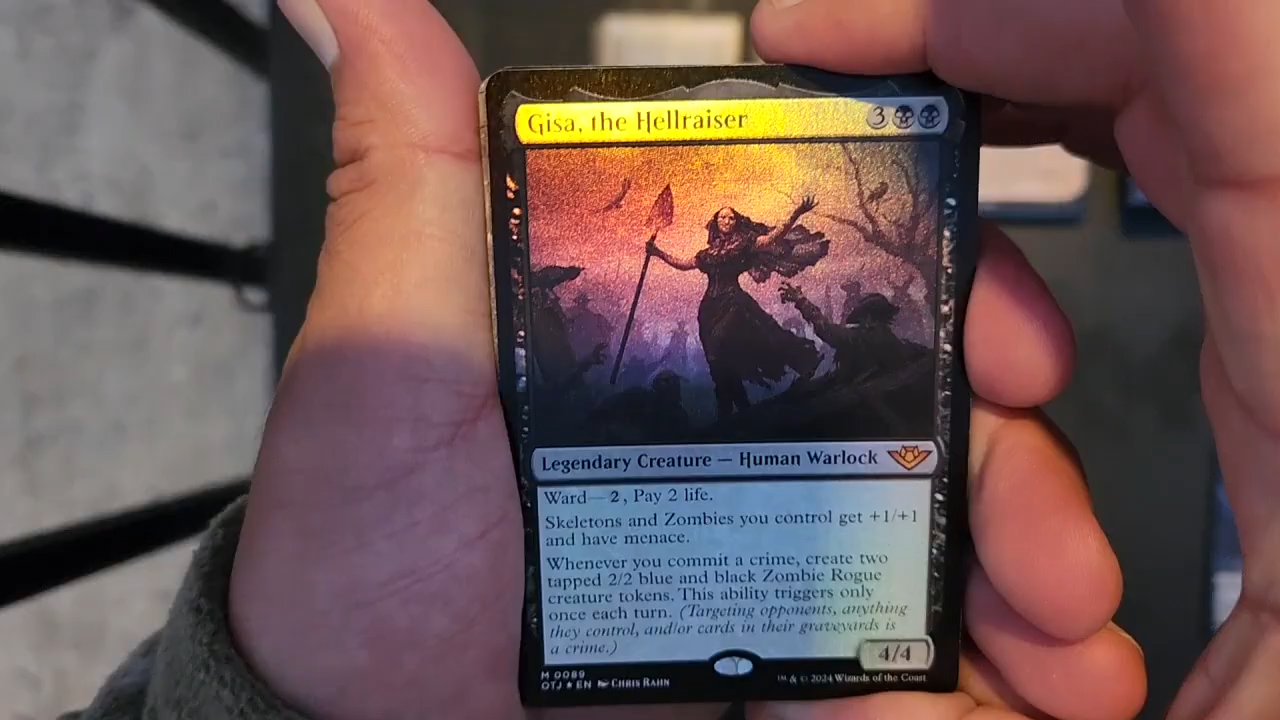 Gisa, the Hellraiser 3
Legendary Creature — Human Warlock
Ward—2, Pay 2 life.
Skeletons and Zombies you control get +1/+1
and have menace.
Whenever you commit a crime, create two
tapped 2/2 blue and black Zombie Rogue
creature tokens. This ability triggers only
once each turn. (Targeting opponents, anything
they control, and/or cards in their graveyards is
a crime.)
4/4
M 0089
OTJ ★ EN Chris Rahn
™ & © 2024 Wizards of the Coast